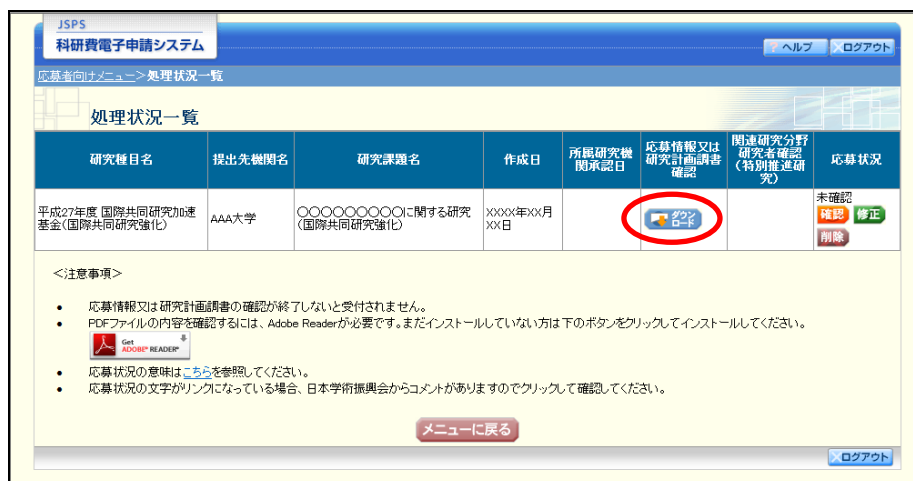 JSPS
科研費電子申請システム
ヘルプ
ログアウト
応募者向けメニュー>処理状況一覧
処理状況一覧
研究種目名
提出先機関名
研究課題名
作成日
所属研究機
関承認日
応募情報又は
研究計画調書
確認
関連研究分野
研究者確認
(特別推進研
究)
応募状況
平成27年度 国際共同研究加速
基金(国際共同研究強化)
AAA大学
○○○○○○○○○に関する研究
(国際共同研究強化)
XXXX年XX月
XX日
ダウン
ロード
未確認
確認
修正
削除
<注意事項>
• 応募情報又は研究計画調書の確認が終了しないと受付されません。
• PDFファイルの内容を確認するには、Adobe Readerが必要です。まだインストールしていない方は下のボタンをクリックしてインストールしてください。
Get
ADOBE® READER®
• 応募状況の意味はこちらを参照してください。
• 応募状況の文字がリンクになっている場合、日本学術振興会からコメントがありますのでクリックして確認してください。
メニューに戻る
ログアウト